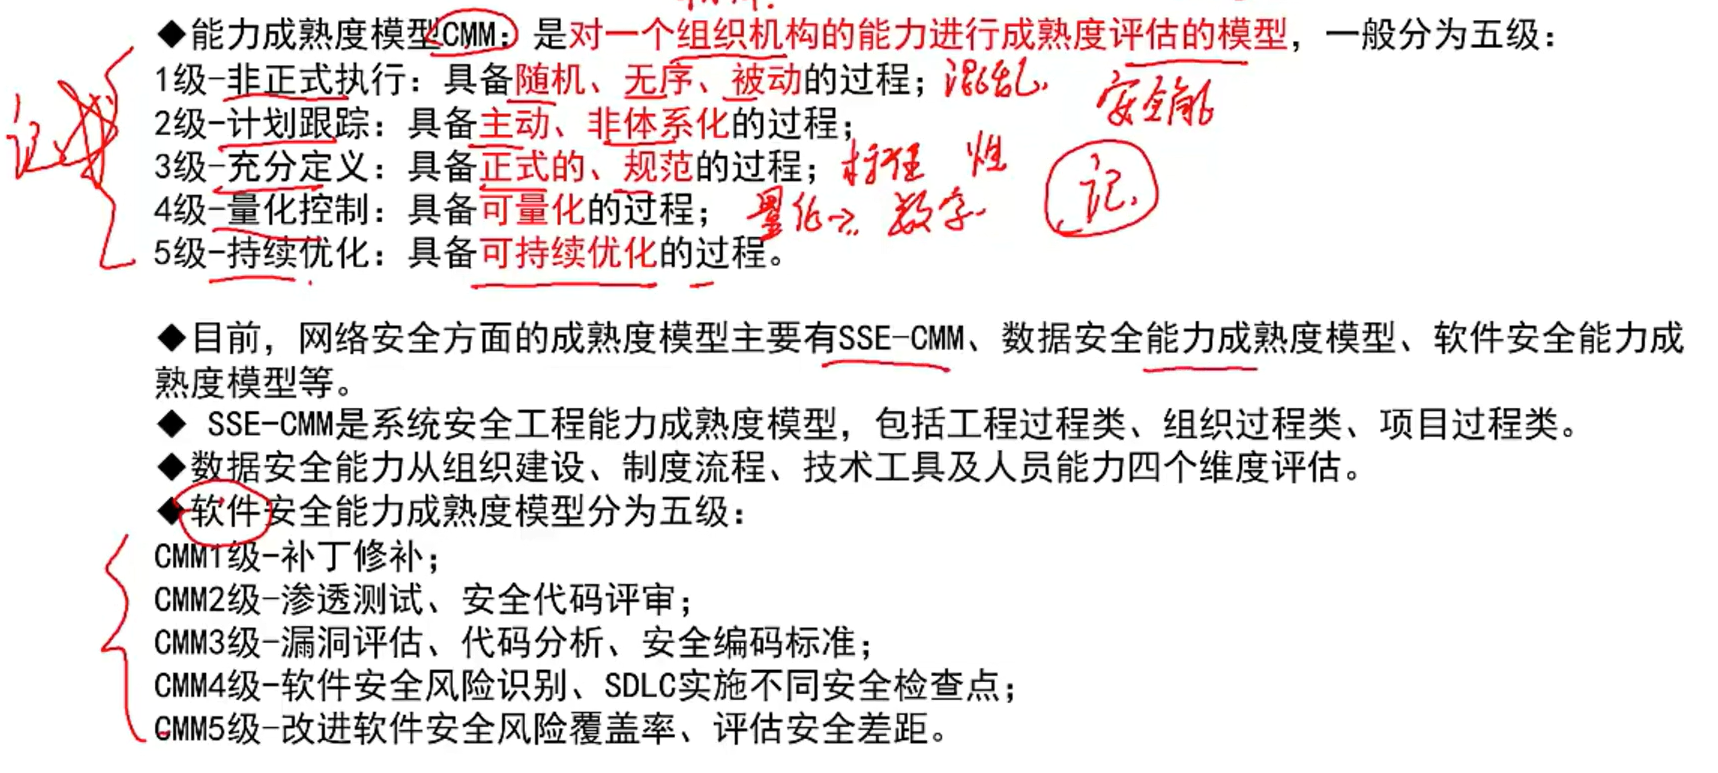 ◆能力成熟度模型CMM：是对一个组织机构的能力进行成熟度评估的模型，一般分为五级：
1级-非正式执行：具备随机、无序、被动的过程；混乱.
安全能
2级-计划跟踪：具备主动、非体系化的过程；
3级-充分定义：具备正式的、规范的过程；标准 性
记
4级-量化控制：具备可量化的过程；量化→ 数字.
记.
5级-持续优化：具备可持续优化的过程。
◆目前，网络安全方面的成熟度模型主要有SSE-CMM、数据安全能力成熟度模型、软件安全能力成
熟度模型等。
◆ SSE-CMM是系统安全工程能力成熟度模型，包括工程过程类、组织过程类、项目过程类。
◆数据安全能力从组织建设、制度流程、技术工具及人员能力四个维度评估。
◆软件安全能力成熟度模型分为五级：
CMM1级-补丁修补；
CMM2级-渗透测试、安全代码评审；
CMM3级-漏洞评估、代码分析、安全编码标准；
CMM4级-软件安全风险识别、SDLC实施不同安全检查点；
CMM5级-改进软件安全风险覆盖率、评估安全差距。